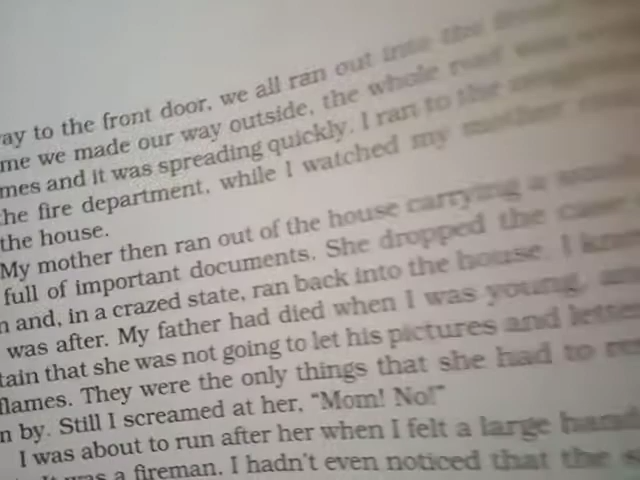 ay to the front door, we all ran out into the
me we made our way outside, the whole roof was
mes and it was spreading quickly. I ran to the
he fire department, while I watched my mother
the house.
My mother then ran out of the house carrying a
full of important documents. She dropped the case
n and, in a crazed state, ran back into the house. I
was after. My father had died when I was young,
tain that she was not going to let his pictures and
flames. They were the only things that she had to
n by. Still I screamed at her, "Mom! No!"
I was about to run after her when I felt a large hand
It was a fireman. I hadn't even noticed that the